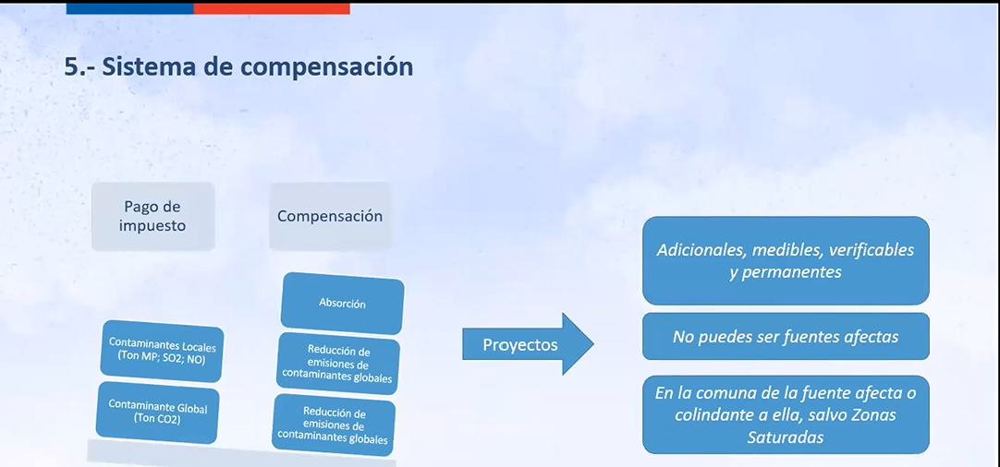 5.- Sistema de compensación
Pago de
impuesto
Compensación
Absorción
Contaminantes Locales
(Ton MP; SO2; NO)
Reducción de
emisiones de
contaminantes globales
Contaminante Global
(Ton CO2)
Reducción de
emisiones de
contaminantes globales
Proyectos
Adicionales, medibles, verificables
y permanentes
No puedes ser fuentes afectas
En la comuna de la fuente afecta o
colindante a ella, salvo Zonas
Saturadas